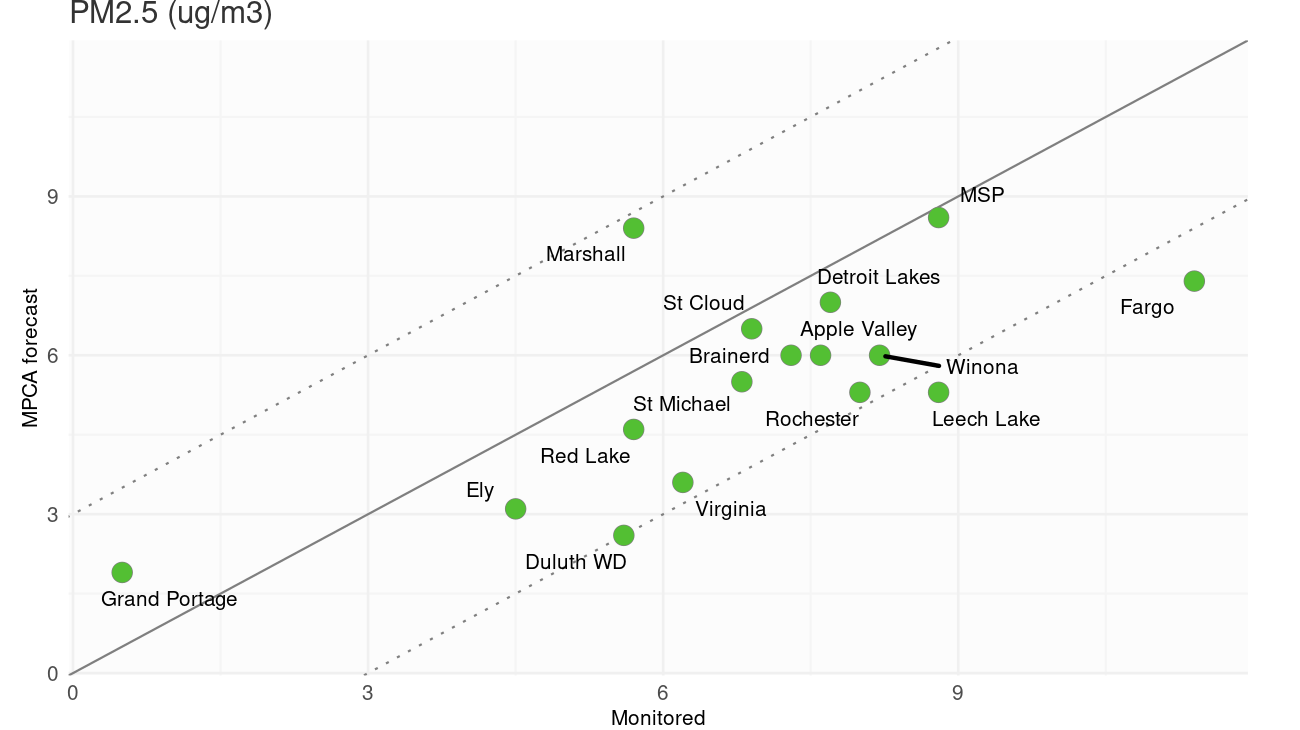 PM2.5 (ug/m3)
MPCA forecast
9
6
3
0
MSP
Marshall
Detroit Lakes
St Cloud
Fargo
Apple Valley
Brainerd
Winona
St Michael
Rochester
Leech Lake
Red Lake
Ely
Virginia
Duluth WD
Grand Portage
0
3
6
9
Monitored